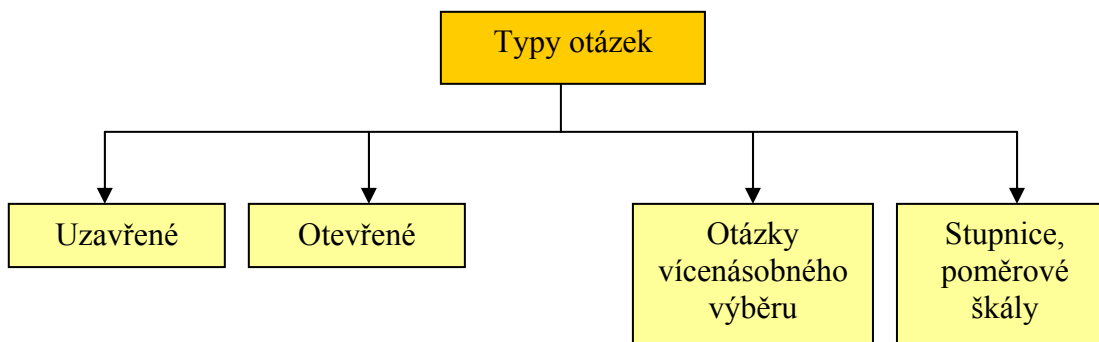 Typy otázek
Uzavřené
Otevřené
Otázky
vícenásobného
výběru
Stupnice,
poměrové
škály